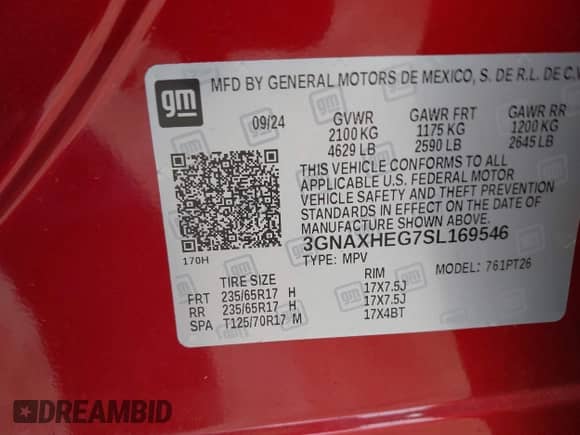 gm
MFD BY GENERAL MOTORS DE MEXICO, S. DE R.L. DE C.V
09/24 GVWR GAWR FRT GAWR RR
2100 KG 1175 KG 1200 KG
4629 LB 2590 LB 2645 LB
THIS VEHICLE CONFORMS TO ALL
APPLICABLE U.S. FEDERAL MOTOR
VEHICLE SAFETY AND THEFT PREVENTION
STANDARDS IN EFFECT ON THE DATE OF
MANUFACTURE SHOWN ABOVE.
3GNAXHEG7SL169546
170H
TYPE: MPV MODEL: 761PT26
TIRE SIZE RIM
FRT 235/65R17 H 17X7.5J
RR 235/65R17 H 17X7.5J
SPA T125/70R17 M 17X4BT
DREAMBID